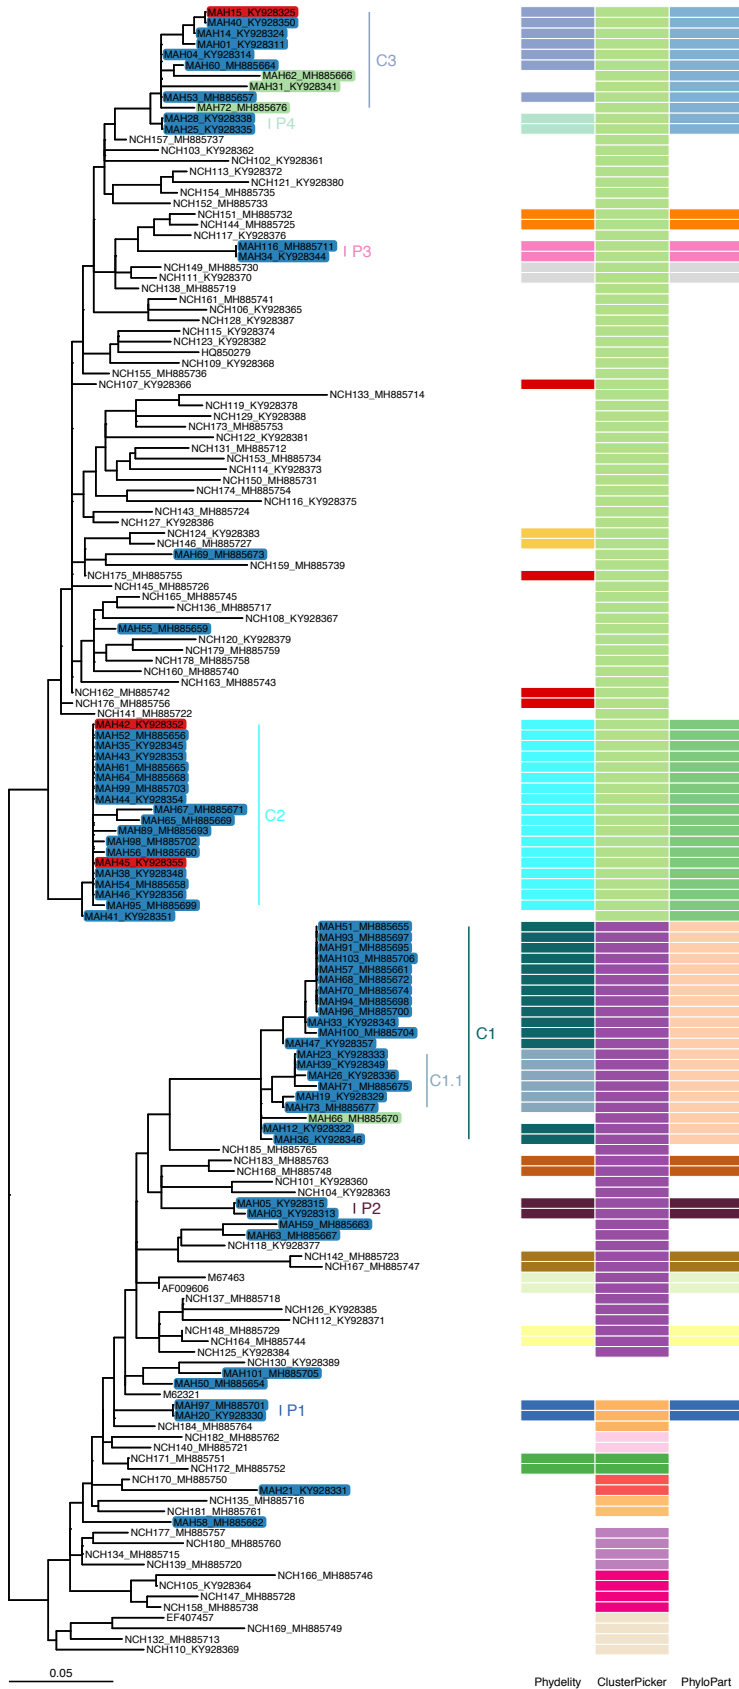 MAH15_KY928325
MAH40_KY928350
MAH14_KY928324
MAH01_KY928311
MAH04_KY928314
C3
MAH60_MH885664
MAH62_MH885666
MAH31_KY928341
MAH53_MH885657
MAH72_MH885676
MAH28_KY928338
P4
MAH25_KY928335
NCH157_MH885737
NCH103_KY928362
NCH102_KY928361
NCH113_KY928372
NCH121_KY928380
NCH154_MH885735
NCH152_MH885733
NCH151_MH885732
NCH144_MH885725
NCH117_KY928376
MAH116_MH885711
P3
MAH34_KY928344
NCH149_MH885730
NCH111_KY928370
NCH138_MH885719
NCH161_MH885741
NCH106_KY928365
NCH128_KY928387
NCH115_KY928374
NCH123_KY928382
HQ850279
NCH109_KY928368
NCH155_MH885736
NCH107_KY928366
NCH133_MH885714
NCH119_KY928378
NCH129_KY928388
NCH173_MH885753
NCH122_KY928381
NCH131_MH885712
NCH153_MH885734
NCH114_KY928373
NCH150_MH885731
NCH174_MH885754
NCH116_KY928375
NCH143_MH885724
NCH127_KY928386
NCH124_KY928383
NCH146_MH885727
MAH69_MH885673
NCH159_MH885739
NCH175_MH885755
NCH145_MH885726
NCH165_MH885745
NCH136_MH885717
NCH108_KY928367
MAH55_MH885659
NCH120_KY928379
NCH179_MH885759
NCH178_MH885758
NCH160_MH885740
NCH163_MH885743
NCH162_MH885742
NCH176_MH885756
NCH141_MH885722
MAH42_KY928352
MAH52_MH885656
MAH35_KY928345
MAH43_KY928353
MAH61_MH885665
MAH64_MH885668
MAH99_MH885703
MAH44_KY928354
MAH67_MH885671
C2
MAH65_MH885669
MAH89_MH885693
MAH98_MH885702
MAH56_MH885660
MAH45_KY928355
MAH38_KY928348
MAH54_MH885658
MAH46_KY928356
MAH95_MH885699
MAH41_KY928351
MAH51_MH885655
MAH93_MH885697
MAH91_MH885695
MAH103_MH885706
MAH57_MH885661
MAH68_MH885672
MAH70_MH885674
MAH94_MH885698
MAH96_MH885700
MAH33_KY928343
MAH100_MH885704
C1
MAH47_KY928357
MAH23_KY928333
MAH39_KY928349
MAH26_KY928336
C1.1
MAH71_MH885675
MAH19_KY928329
MAH73_MH885677
MAH66_MH885670
MAH12_KY928322
MAH36_KY928346
NCH185_MH885765
NCH183_MH885763
NCH168_MH885748
NCH101_KY928360
NCH104_KY928363
MAH05_KY928315
P2
MAH03_KY928313
MAH59_MH885663
MAH63_MH885667
NCH118_KY928377
NCH142_MH885723
NCH167_MH885747
M67463
AF009606
NCH137_MH885718
NCH126_KY928385
NCH112_KY928371
NCH148_MH885729
NCH164_MH885744
NCH125_KY928384
NCH130_KY928389
MAH101_MH885705
MAH50_MH885654
M62321
MAH97_MH885701
P1
MAH20_KY928330
NCH184_MH885764
NCH182_MH885762
NCH140_MH885721
NCH171_MH885751
NCH172_MH885752
NCH170_MH885750
MAH21_KY928331
NCH135_MH885716
NCH181_MH885761
MAH58_MH885662
NCH177_MH885757
NCH180_MH885760
NCH134_MH885715
NCH139_MH885720
NCH166_MH885746
NCH105_KY928364
NCH147_MH885728
NCH158_MH885738
EF407457
NCH169_MH885749
NCH132_MH885713
NCH110_KY928369
0.05
Phydelity ClusterPicker PhyloPart